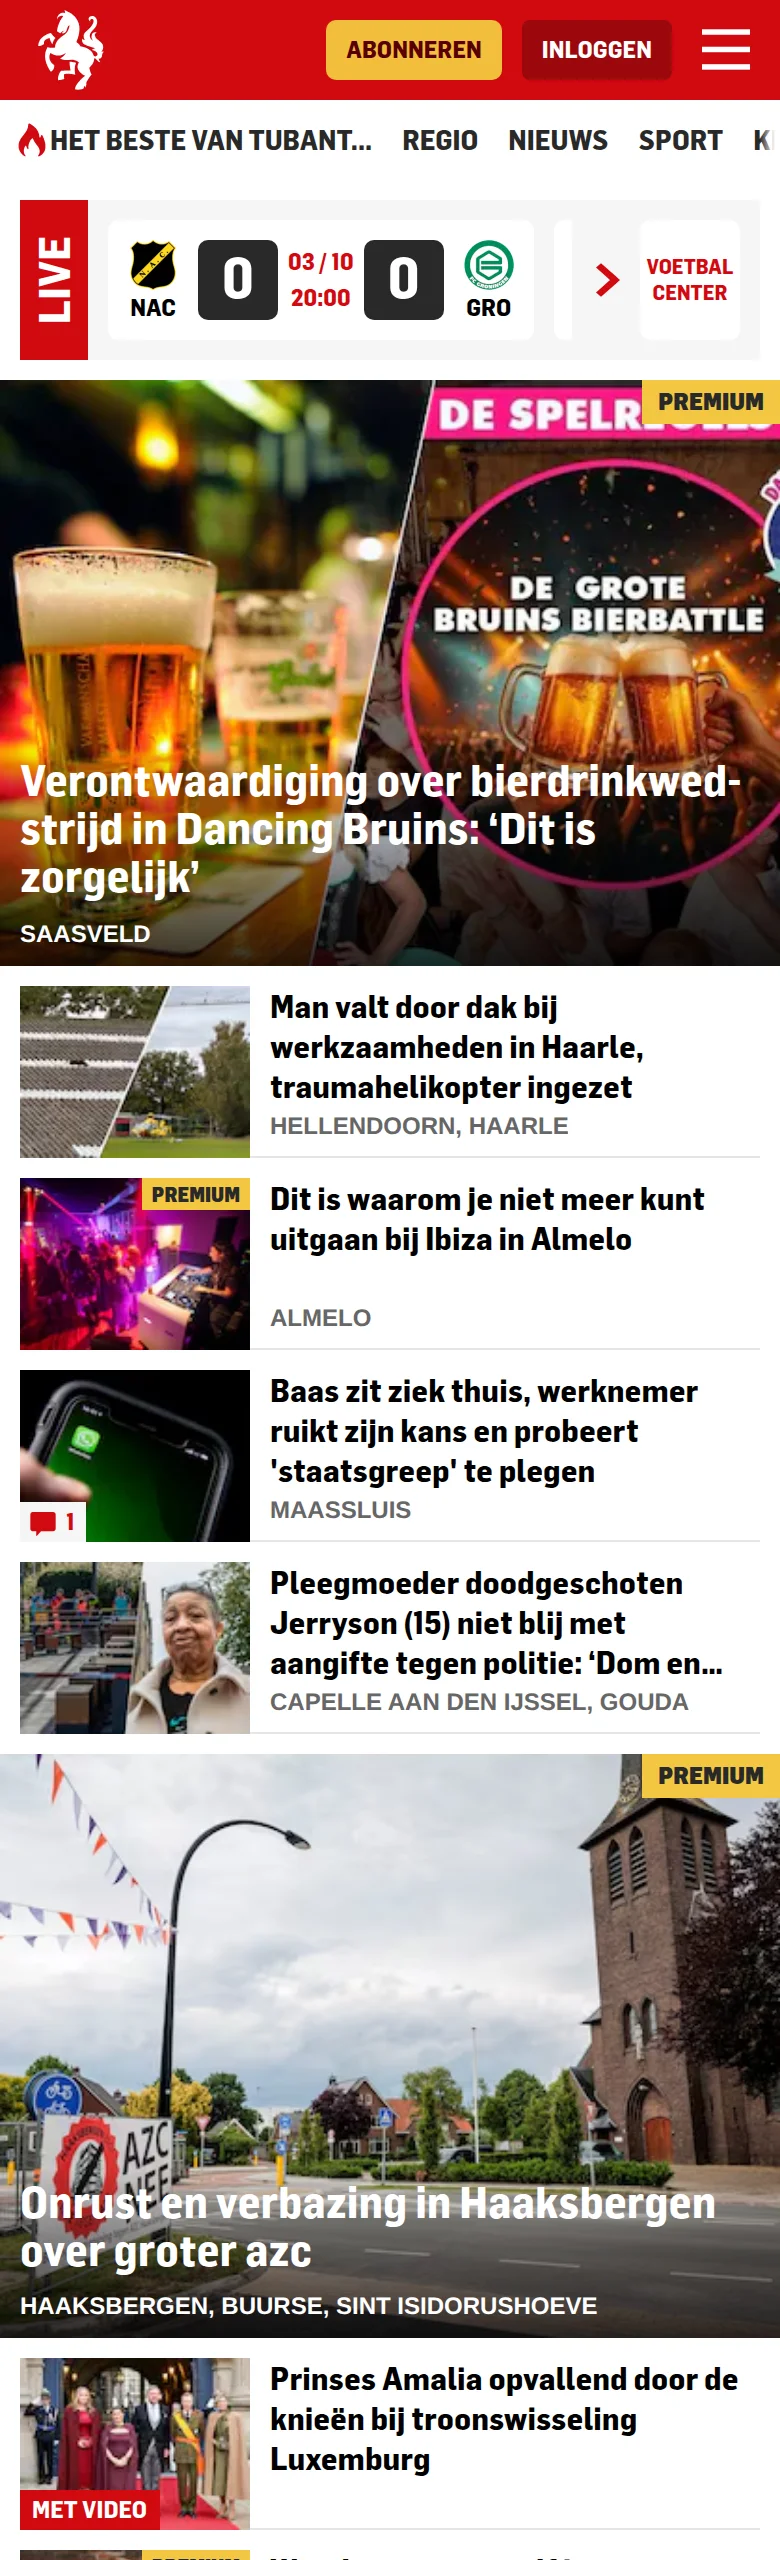 ABONNEREN
INLOGGEN
HET BESTE VAN TUBANT...
REGIO
NIEUWS
SPORT
LIVE
NAC
0
03 / 10
20:00
0
GRO
VOETBAL
CENTER
PREMIUM
DE SPELR
DE GROTE
BRUINS BIERBATTLE
Verontwaardiging over bierdrinkwed-
strijd in Dancing Bruins: ‘Dit is
zorgelijk’
SAASVELD
Man valt door dak bij
werkzaamheden in Haarle,
traumahelikopter ingezet
HELLENDOORN, HAARLE
PREMIUM
Dit is waarom je niet meer kunt
uitgaan bij Ibiza in Almelo
ALMELO
Baas zit ziek thuis, werknemer
ruikt zijn kans en probeert
'staatsgreep' te plegen
1
MAASSLUIS
Pleegmoeder doodgeschoten
Jerryson (15) niet blij met
aangifte tegen politie: ‘Dom en...
CAPELLE AAN DEN IJSSEL, GOUDA
PREMIUM
AZC
Onrust en verbazing in Haaksbergen
over groter azc
HAAKSBERGEN, BUURSE, SINT ISIDORUSHOEVE
Prinses Amalia opvallend door de
knieën bij troonswisseling
Luxemburg
MET VIDEO